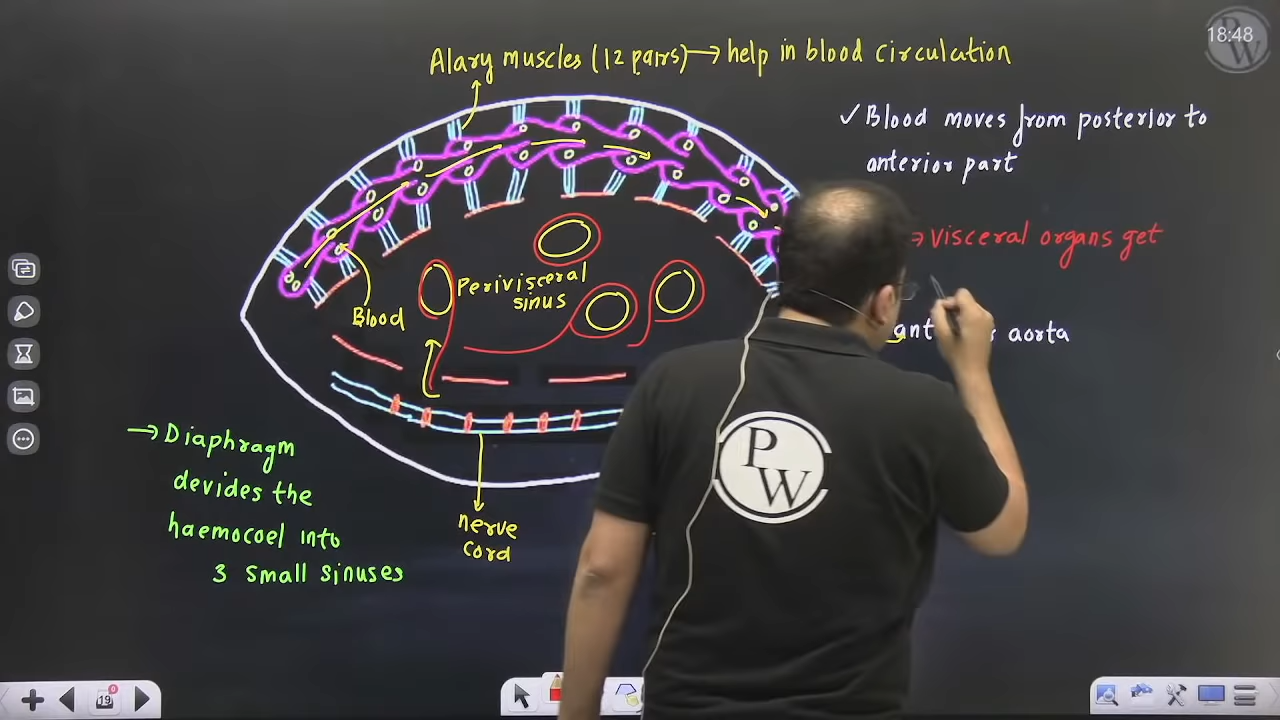 18:48
PW
Alary muscles (12 pairs) → help in blood circulation
✓ Blood moves from posterior to
anterior part
→ Visceral organs get
Perivisceral
sinus
Blood
aorta
→ Diaphragm
devides the
haemocoel into
3 small sinuses
nerve
cord
P
W
19